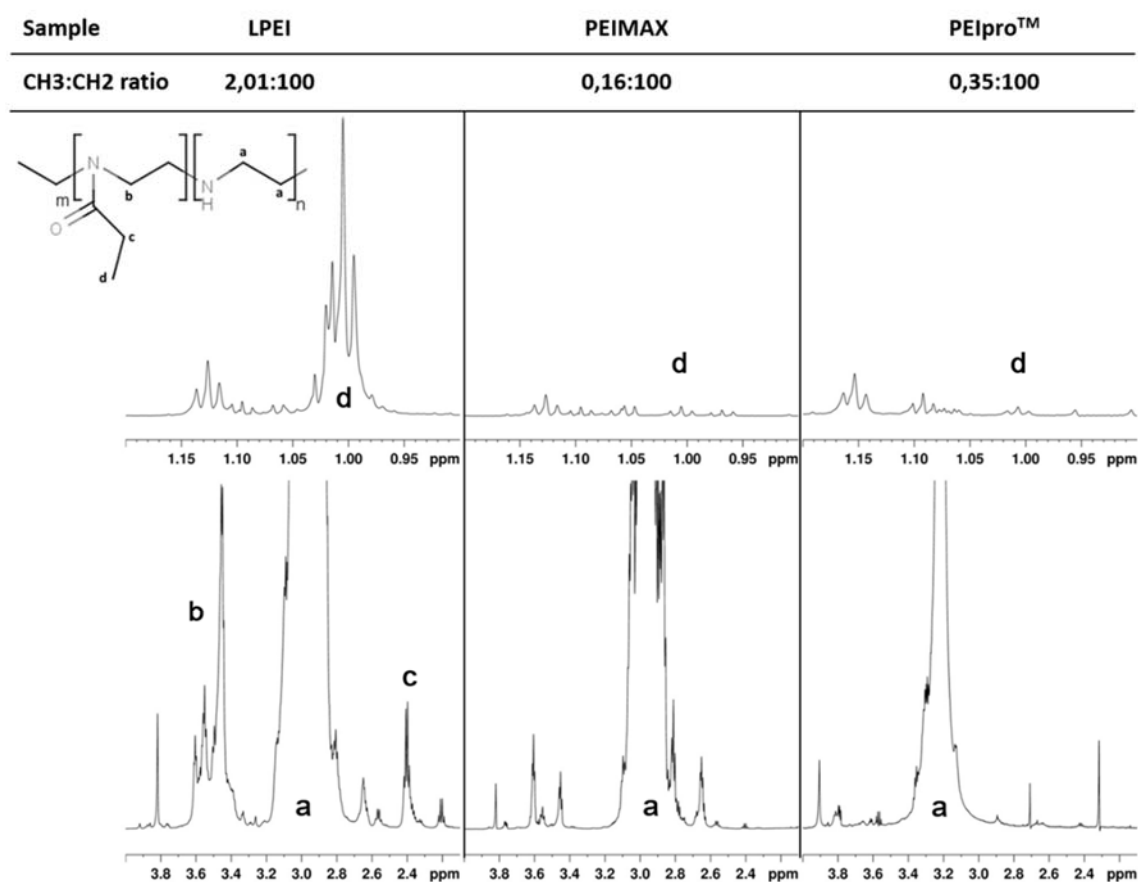 Sample LPEI PEIMAX PEIpro™
CH3:CH2 ratio 2,01:100 0,16:100 0,35:100
N a
m b N H a n
O c
d
d d d
1.15 1.10 1.05 1.00 0.95 ppm 1.15 1.10 1.05 1.00 0.95 ppm 1.15 1.10 1.05 1.00 0.95 ppm
b c
a a a
3.8 3.6 3.4 3.2 3.0 2.8 2.6 2.4 ppm 3.8 3.6 3.4 3.2 3.0 2.8 2.6 2.4 ppm 3.8 3.6 3.4 3.2 3.0 2.8 2.6 2.4 2.2 ppm